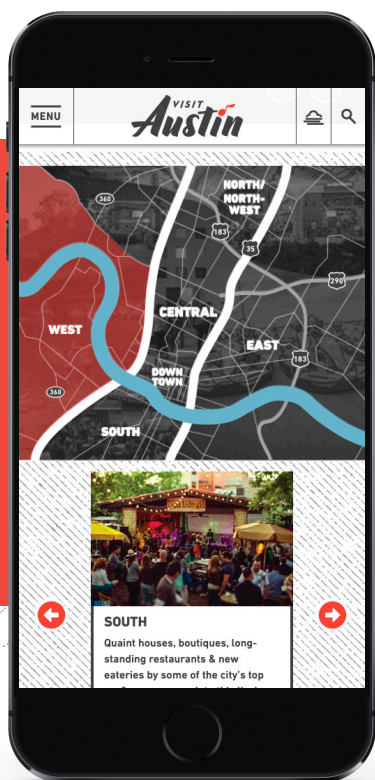 MENU
VISIT
Austin
360
NORTH/
NORTH-
WEST
183
35
290
CENTRAL
WEST
EAST
183
DOWN
TOWN
360
SOUTH
SOUTH
Quaint houses, boutiques, long-
standing restaurants & new
eateries by some of the city's top